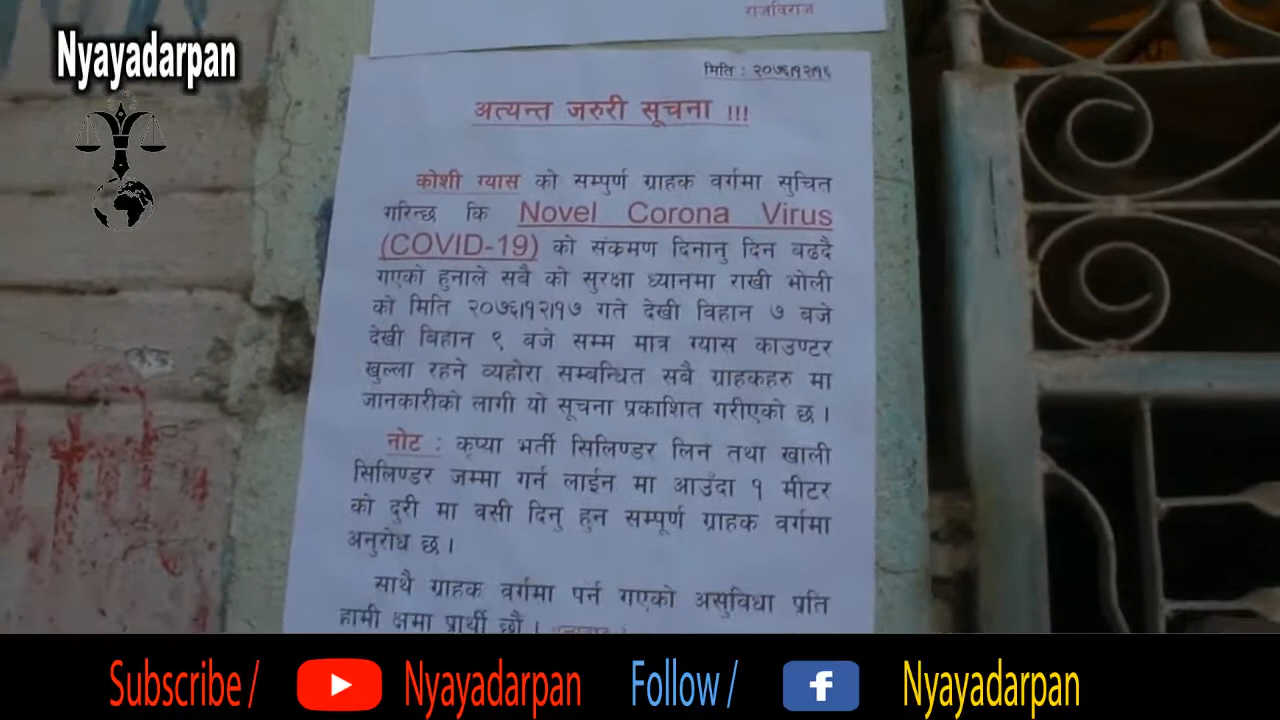 राजविराज
Nyayadarpan
मिति : २०७६।१२।१६
अत्यन्त जरुरी सूचना !!!
कोशी ग्यास को सम्पुर्ण ग्राहक वर्गमा सुचित
गरिन्छ कि Novel Corona Virus
(COVID-19) को संक्रमण दिनानु दिन बढदै
गएको हुनाले सबै को सुरक्षा ध्यानमा राखी भोली
को मिति २०७६।१२।१७ गते देखी विहान ७ बजे
देखी बिहान ९ बजे सम्म मात्र ग्यास काउण्टर
खुल्ला रहने व्यहोरा सम्बन्धित सबै ग्राहकहरु मा
जानकारीको लागी यो सूचना प्रकाशित गरीएको छ ।
नोट : कृप्या भर्ती सिलिण्डर लिन तथा खाली
सिलिण्डर जम्मा गर्न लाईन मा आउँदा १ मीटर
को दुरी मा वसी दिनु हुन सम्पूर्ण ग्राहक वर्गमा
अनुरोध छ ।
साथै ग्राहक वर्गमा पर्न गएको असुविधा प्रति
हामी क्षमा प्रार्थी छौं ।
Subscribe / Nyayadarpan Follow / f Nyayadarpan